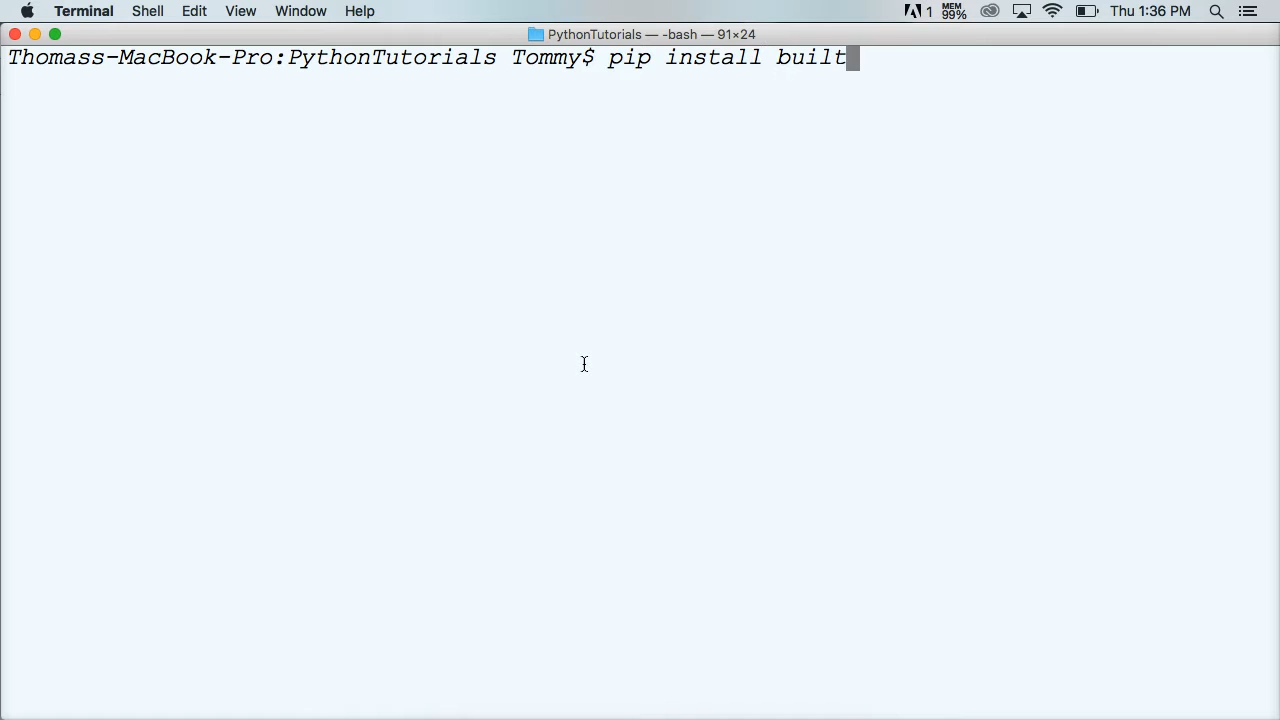 Terminal Shell Edit View Window Help 1 MEM 99% Thu 1:36 PM
PythonTutorials — -bash — 91×24
Thomass-MacBook-Pro:PythonTutorials Tommy$ pip install built